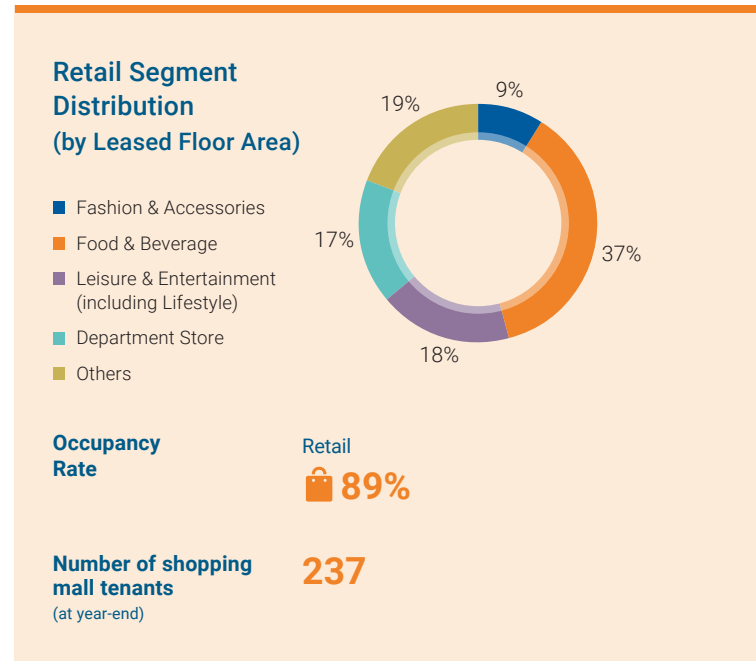 Retail Segment
Distribution
(by Leased Floor Area)
Fashion & Accessories
Food & Beverage
Leisure & Entertainment
(including Lifestyle)
Department Store
Others
9%
37%
18%
17%
19%
Occupancy
Rate
Retail
89%
Number of shopping
mall tenants
(at year-end)
237